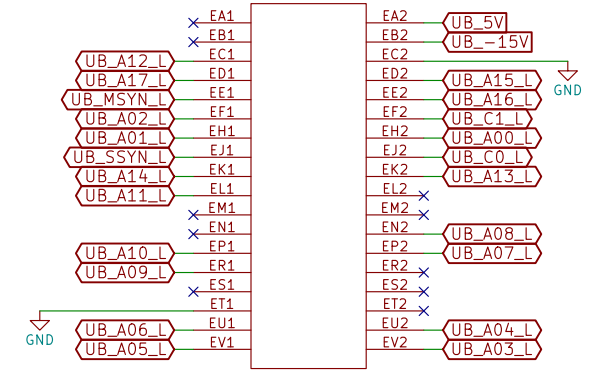 EA1 EA2 UB_5V
EB1 EB2 UB_-15V
UB_A12_L EC1 EC2 GND
UB_A17_L ED1 ED2 UB_A15_L
UB_MSYN_L EE1 EE2 UB_A16_L
UB_A02_L EF1 EF2 UB_C1_L
UB_A01_L EH1 EH2 UB_A00_L
UB_SSYN_L EJ1 EJ2 UB_C0_L
UB_A14_L EK1 EK2 UB_A13_L
UB_A11_L EL1 EL2
EM1 EM2
EN1 EN2 UB_A08_L
UB_A10_L EP1 EP2 UB_A07_L
UB_A09_L ER1 ER2
ES1 ES2
GND ET1 ET2
UB_A06_L EU1 EU2 UB_A04_L
UB_A05_L EV1 EV2 UB_A03_L